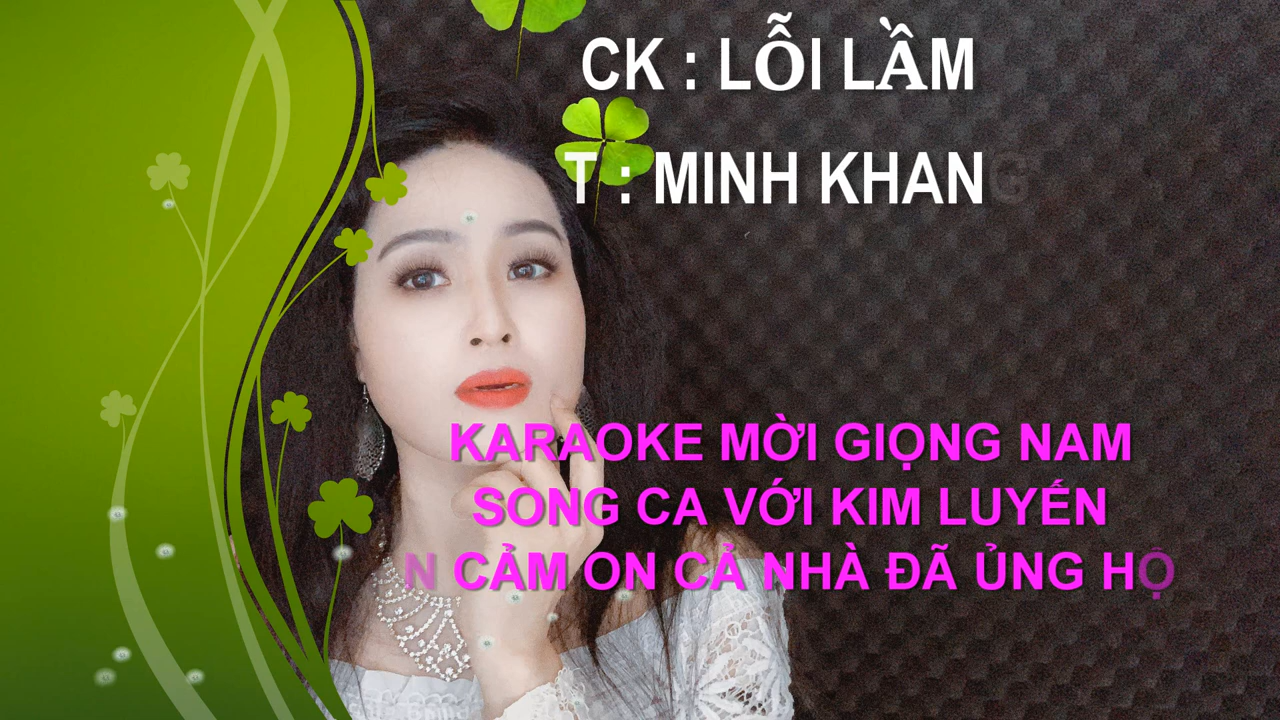 CK : LỖI LẦM
T : MINH KHANG
KARAOKE MỜI GIỌNG NAM
SONG CA VỚI KIM LUYẾN
N CẢM ON CẢ NHÀ ĐÃ ỦNG HỘ